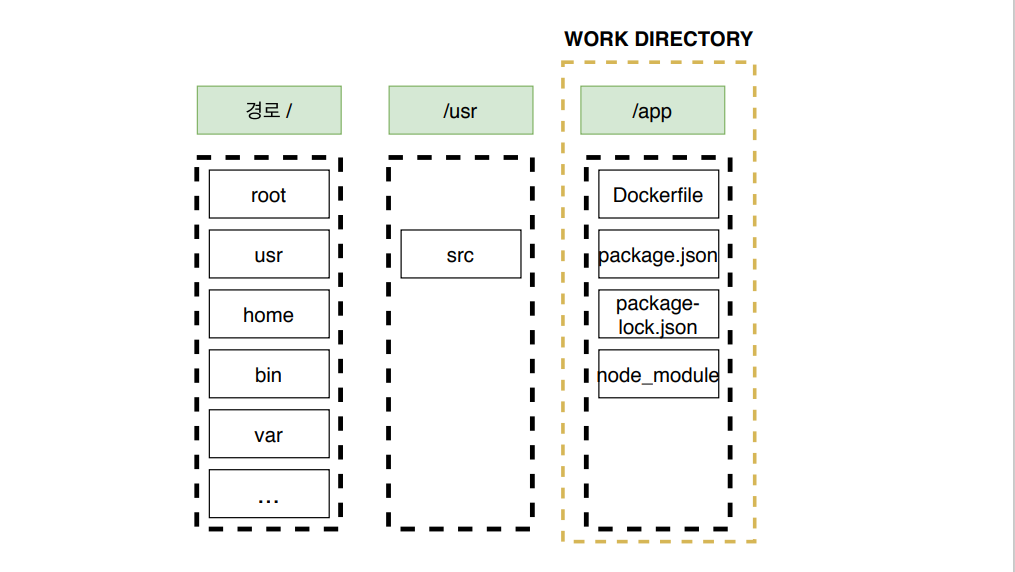 WORK DIRECTORY
경로 /
/usr
/app
root
usr
home
bin
var
...
src
Dockerfile
package.json
package-
lock.json
node_module